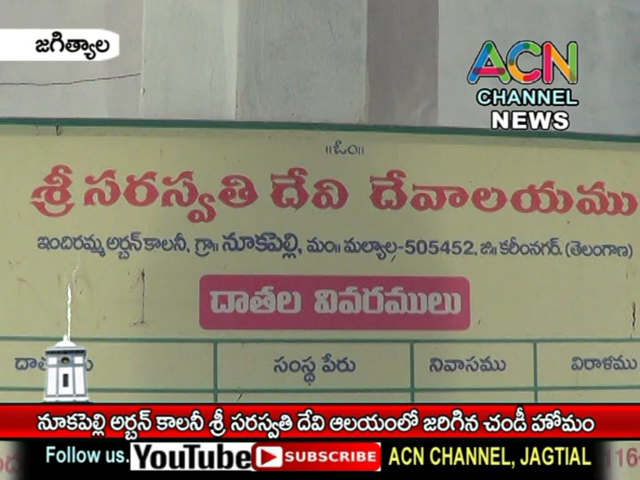 జగిత్యాల
ACN
CHANNEL
NEWS
॥ఓం॥
శ్రీ సరస్వతి దేవి దేవాలయము
ఇందిరమ్మ అర్బన్ కాలనీ, గ్రా॥ నూకపెల్లి, మం॥ మల్యాల-505452, జి॥ కరీంనగర్. (తెలంగాణ)
దాతల వివరములు
సంస్థ పేరు నివాసము విరాళము
నూకపెల్లి అర్బన్ కాలనీ శ్రీ సరస్వతి దేవి ఆలయంలో జరిగిన చండీ హోమం
Follow us. YouTube SUBSCRIBE ACN CHANNEL, JAGTIAL 116